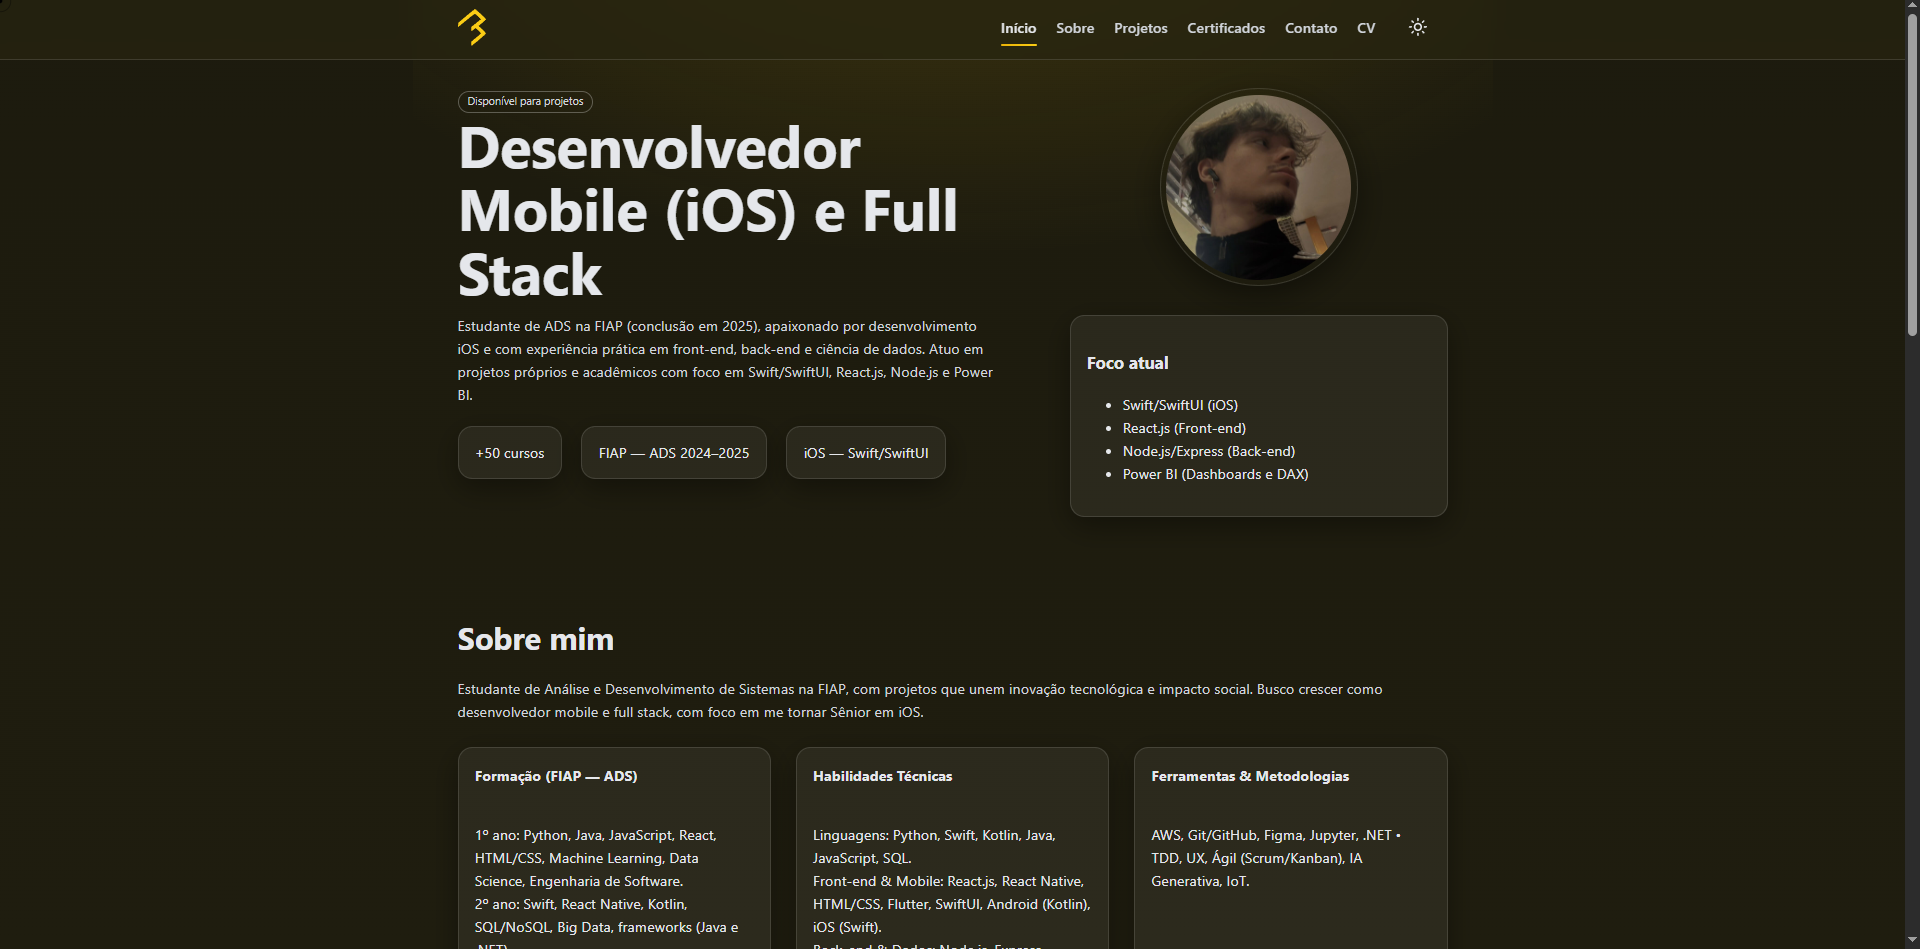 Início Sobre Projetos Certificados Contato CV
Disponível para projetos
Desenvolvedor
Mobile (iOS) e Full
Stack
Estudante de ADS na FIAP (conclusão em 2025), apaixonado por desenvolvimento
iOS e com experiência prática em front-end, back-end e ciência de dados. Atuo em
projetos próprios e acadêmicos com foco em Swift/SwiftUI, React.js, Node.js e Power
BI.
+50 cursos
FIAP — ADS 2024–2025
iOS — Swift/SwiftUI
Foco atual
• Swift/SwiftUI (iOS)
• React.js (Front-end)
• Node.js/Express (Back-end)
• Power BI (Dashboards e DAX)
Sobre mim
Estudante de Análise e Desenvolvimento de Sistemas na FIAP, com projetos que unem inovação tecnológica e impacto social. Busco crescer como
desenvolvedor mobile e full stack, com foco em me tornar Sênior em iOS.
Formação (FIAP — ADS)
1º ano: Python, Java, JavaScript, React,
HTML/CSS, Machine Learning, Data
Science, Engenharia de Software.
2º ano: Swift, React Native, Kotlin,
SQL/NoSQL, Big Data, frameworks (Java e
.NET)
Habilidades Técnicas
Linguagens: Python, Swift, Kotlin, Java,
JavaScript, SQL.
Front-end & Mobile: React.js, React Native,
HTML/CSS, Flutter, SwiftUI, Android (Kotlin),
iOS (Swift).
Back-end & Dados: Node.js, Express,
Ferramentas & Metodologias
AWS, Git/GitHub, Figma, Jupyter, .NET •
TDD, UX, Ágil (Scrum/Kanban), IA
Generativa, IoT.